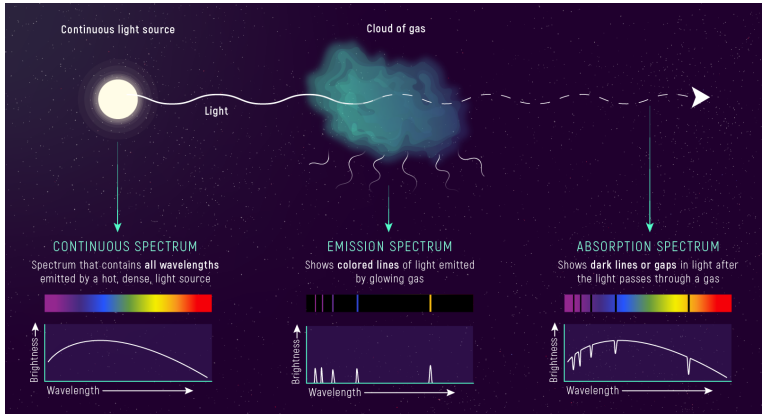 Continuous light source
Cloud of gas
Light
CONTINUOUS SPECTRUM
Spectrum that contains all wavelengths
emitted by a hot, dense, light source
EMISSION SPECTRUM
Shows colored lines of light emitted
by glowing gas
ABSORPTION SPECTRUM
Shows dark lines or gaps in light after
the light passes through a gas
Brightness
Wavelength
Brightness
Wavelength
Brightness
Wavelength